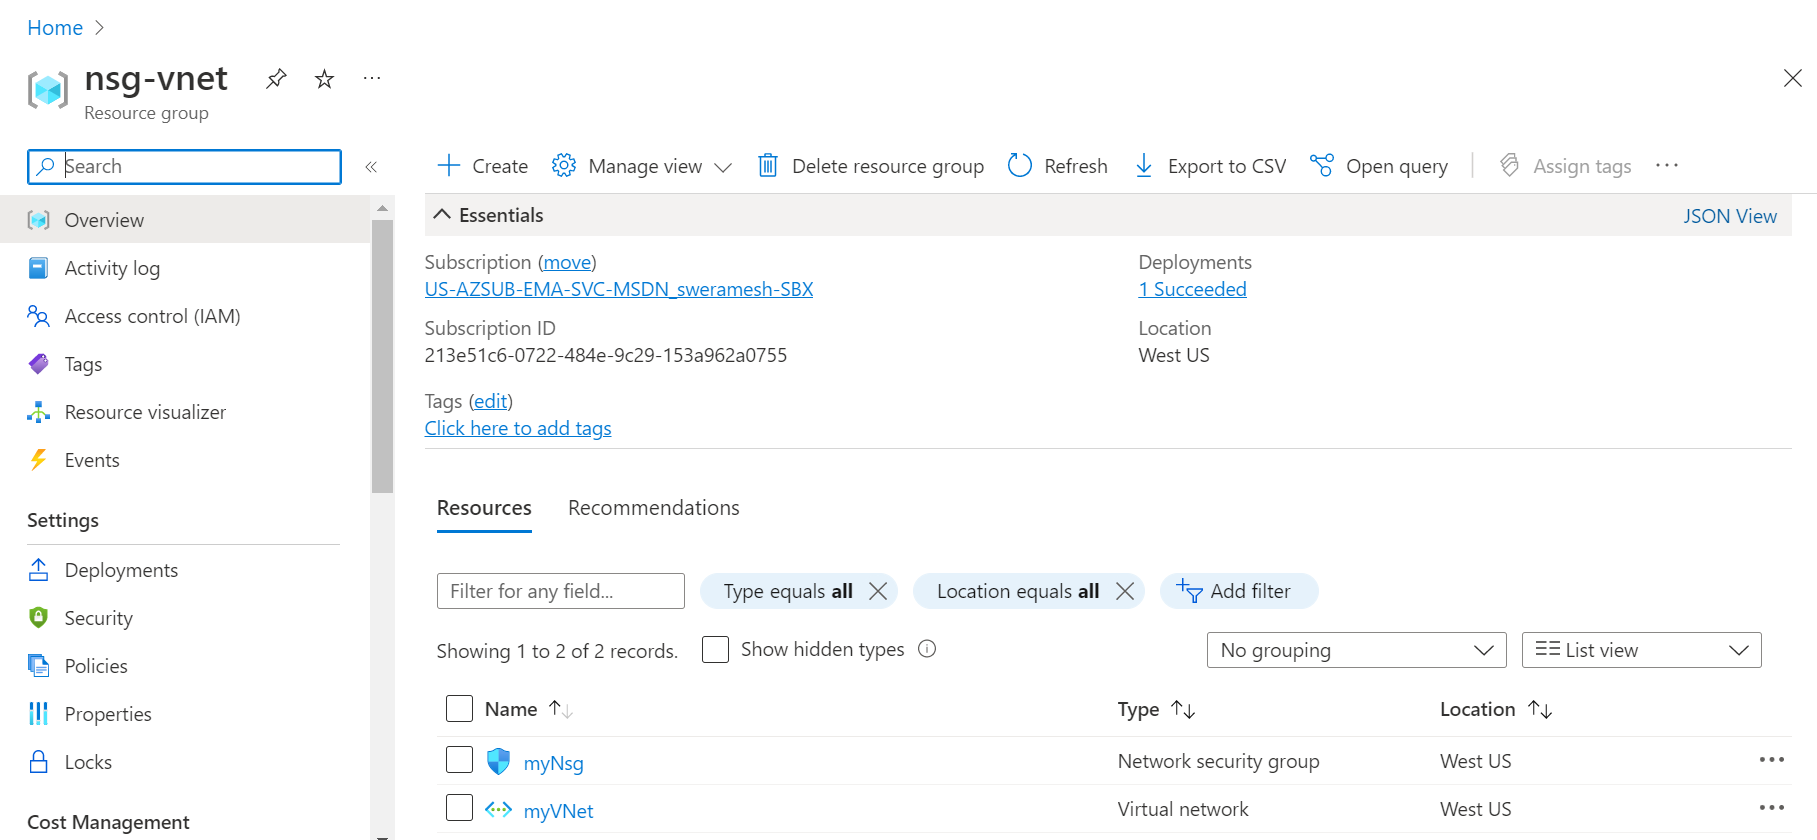 Home
nsg-vnet
Resource group
Search
Create Manage view Delete resource group Refresh Export to CSV Open query Assign tags
Overview
Activity log
Access control (IAM)
Tags
Resource visualizer
Events
Settings
Deployments
Security
Policies
Properties
Locks
Cost Management
Essentials JSON View
Subscription (move)
US-AZSUB-EMA-SVC-MSDN_sweramesh-SBX
Subscription ID
213e51c6-0722-484e-9c29-153a962a0755
Deployments
1 Succeeded
Location
West US
Tags (edit)
Click here to add tags
Resources Recommendations
Filter for any field... Type equals all Location equals all Add filter
Showing 1 to 2 of 2 records. Show hidden types No grouping List view
Name Type Location
myNsg Network security group West US
myVNet Virtual network West US